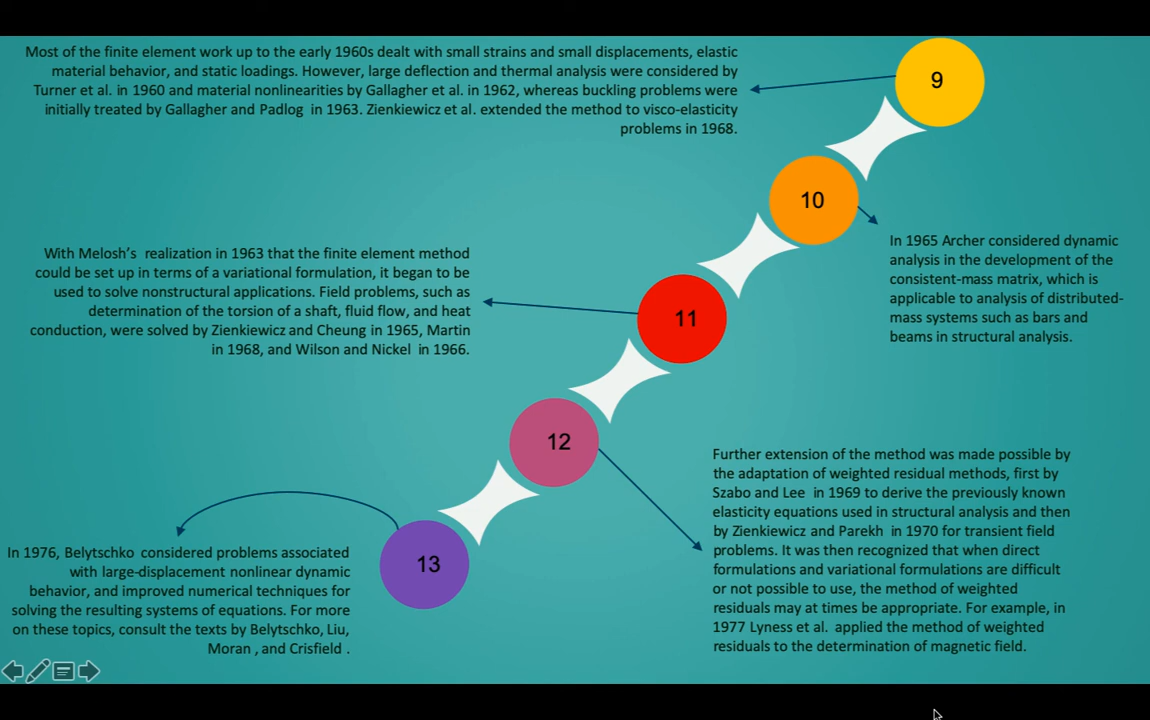 Most of the finite element work up to the early 1960s dealt with small strains and small displacements, elastic
material behavior, and static loadings. However, large deflection and thermal analysis were considered by
Turner et al. in 1960 and material nonlinearities by Gallagher et al. in 1962, whereas buckling problems were
initially treated by Gallagher and Padlog in 1963. Zienkiewicz et al. extended the method to visco-elasticity
problems in 1968.
9
10
In 1965 Archer considered dynamic
analysis in the development of the
consistent-mass matrix, which is
applicable to analysis of distributed-
mass systems such as bars and
beams in structural analysis.
With Melosh's realization in 1963 that the finite element method
could be set up in terms of a variational formulation, it began to be
used to solve nonstructural applications. Field problems, such as
determination of the torsion of a shaft, fluid flow, and heat
conduction, were solved by Zienkiewicz and Cheung in 1965, Martin
in 1968, and Wilson and Nickel in 1966.
11
12
Further extension of the method was made possible by
the adaptation of weighted residual methods, first by
Szabo and Lee in 1969 to derive the previously known
elasticity equations used in structural analysis and then
by Zienkiewicz and Parekh in 1970 for transient field
problems. It was then recognized that when direct
formulations and variational formulations are difficult
or not possible to use, the method of weighted
residuals may at times be appropriate. For example, in
1977 Lyness et al. applied the method of weighted
residuals to the determination of magnetic field.
13
In 1976, Belytschko considered problems associated
with large-displacement nonlinear dynamic
behavior, and improved numerical techniques for
solving the resulting systems of equations. For more
on these topics, consult the texts by Belytschko, Liu,
Moran , and Crisfield .